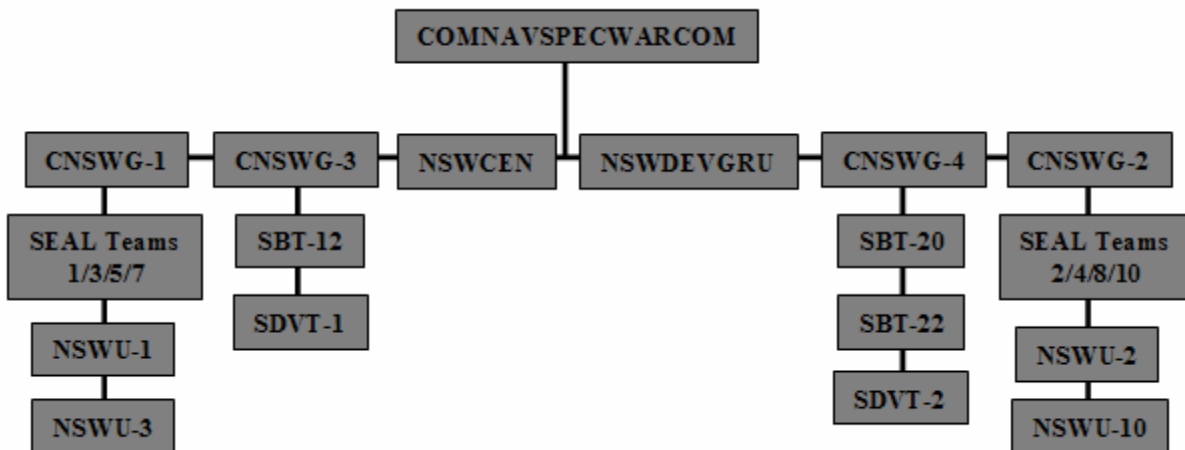 COMNAVSPECWARCOM
CNSWG-1
CNSWG-3
NSWCEN
NSWDEVGRU
CNSWG-4
CNSWG-2
SEAL Teams
1/3/5/7
SBT-12
SBT-20
SEAL Teams
2/4/8/10
SDVT-1
SBT-22
NSWU-1
NSWU-2
SDVT-2
NSWU-3
NSWU-10